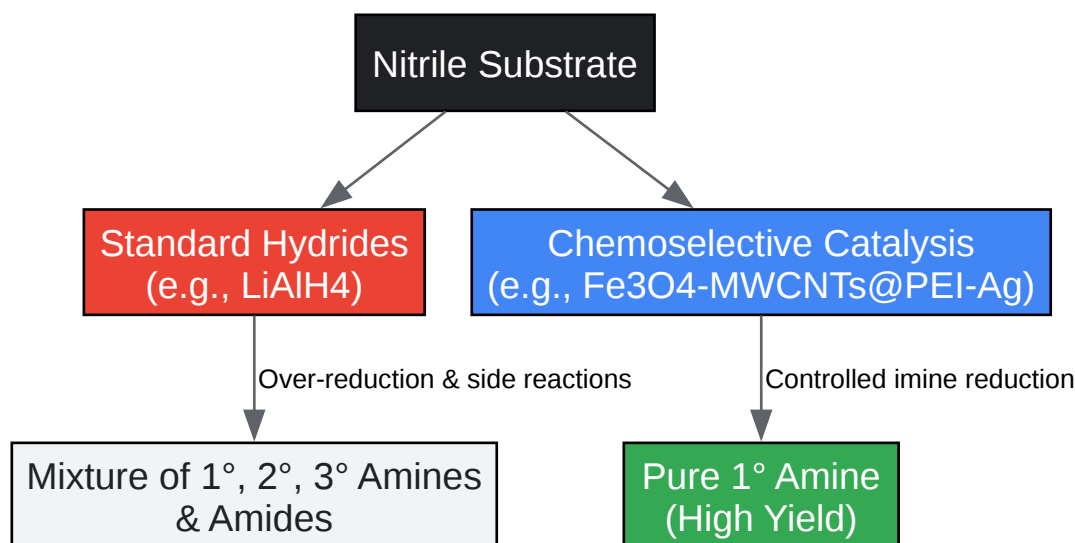 Nitrile Substrate
Standard Hydrides
(e.g., LiAlH4)
Chemoselective Catalysis
(e.g., Fe3O4-MWCNTs@PEI-Ag)
Over-reduction & side reactions
Controlled imine reduction
Mixture of 1°, 2°, 3° Amines
& Amides
Pure 1° Amine
(High Yield)